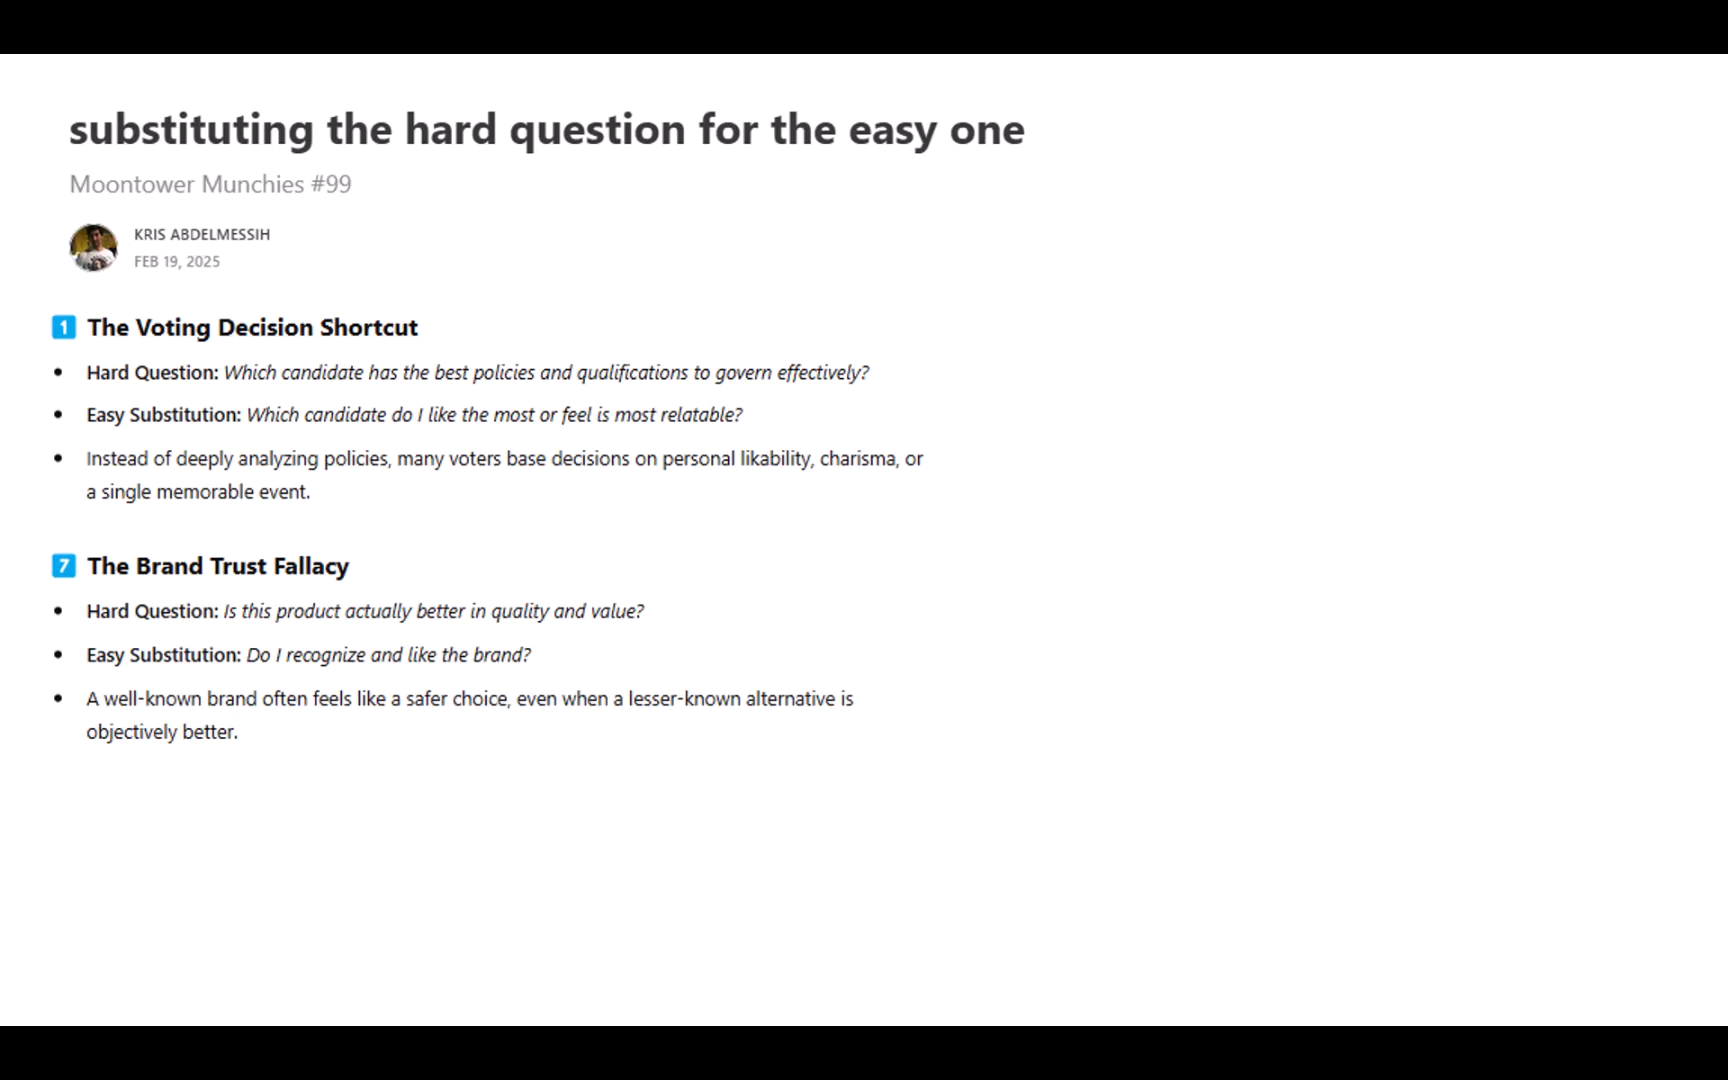 substituting the hard question for the easy one
Moontower Munchies #99
KRIS ABDELMESSIH
FEB 19, 2025
1 The Voting Decision Shortcut
• Hard Question: Which candidate has the best policies and qualifications to govern effectively?
• Easy Substitution: Which candidate do I like the most or feel is most relatable?
• Instead of deeply analyzing policies, many voters base decisions on personal likability, charisma, or
a single memorable event.
7 The Brand Trust Fallacy
• Hard Question: Is this product actually better in quality and value?
• Easy Substitution: Do I recognize and like the brand?
• A well-known brand often feels like a safer choice, even when a lesser-known alternative is
objectively better.